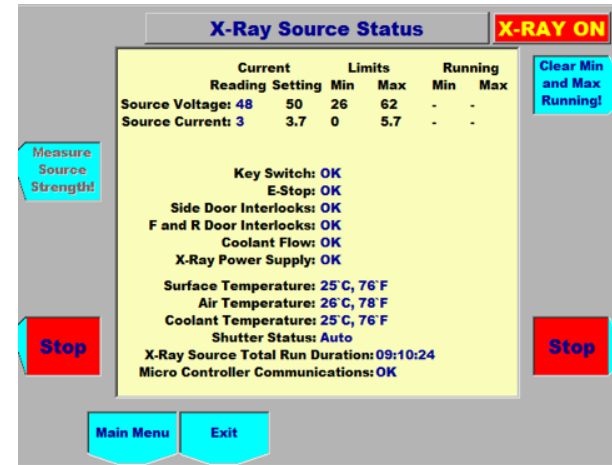 X-Ray Source Status
X-RAY ON
Current Limits Running
Reading Setting Min Max Min Max
Source Voltage: 48 50 26 62 - -
Source Current: 3 3.7 0 5.7 - -
Clear Min
and Max
Running!
Measure
Source
Strength!
Key Switch: OK
E-Stop: OK
Side Door Interlocks: OK
F and R Door Interlocks: OK
Coolant Flow: OK
X-Ray Power Supply: OK
Surface Temperature: 25`C, 76`F
Air Temperature: 26`C, 78`F
Coolant Temperature: 25`C, 76`F
Shutter Status: Auto
X-Ray Source Total Run Duration: 09:10:24
Micro Controller Communications: OK
Stop
Stop
Main Menu
Exit